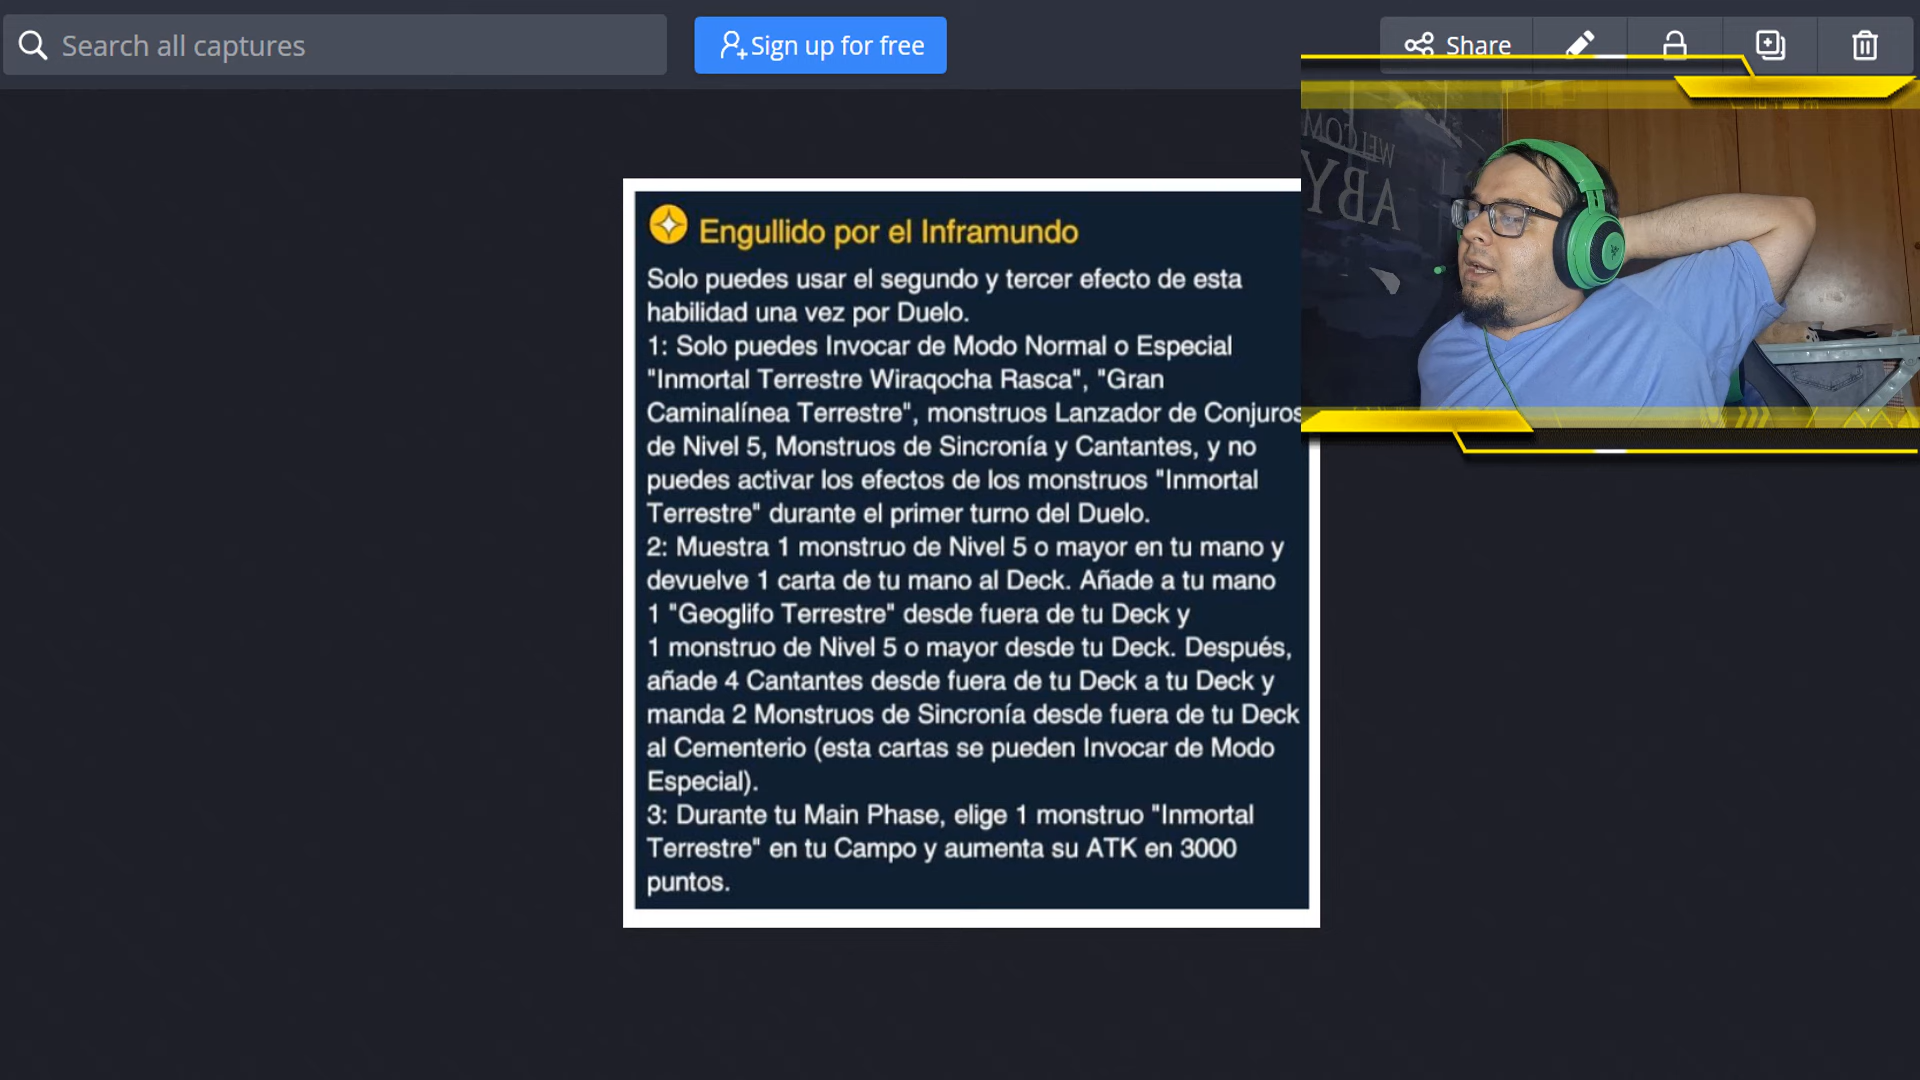 Search all captures
Sign up for free
Share
WELCOM
ABY
Engullido por el Inframundo
Solo puedes usar el segundo y tercer efecto de esta
habilidad una vez por Duelo.
1: Solo puedes Invocar de Modo Normal o Especial
"Inmortal Terrestre Wiraqocha Rasca", "Gran
Caminalínea Terrestre", monstruos Lanzador de Conjuros
de Nivel 5, Monstruos de Sincronía y Cantantes, y no
puedes activar los efectos de los monstruos "Inmortal
Terrestre" durante el primer turno del Duelo.
2: Muestra 1 monstruo de Nivel 5 o mayor en tu mano y
devuelve 1 carta de tu mano al Deck. Añade a tu mano
1 "Geoglifo Terrestre" desde fuera de tu Deck y
1 monstruo de Nivel 5 o mayor desde tu Deck. Después,
añade 4 Cantantes desde fuera de tu Deck a tu Deck y
manda 2 Monstruos de Sincronía desde fuera de tu Deck
al Cementerio (esta cartas se pueden Invocar de Modo
Especial).
3: Durante tu Main Phase, elige 1 monstruo "Inmortal
Terrestre" en tu Campo y aumenta su ATK en 3000
puntos.